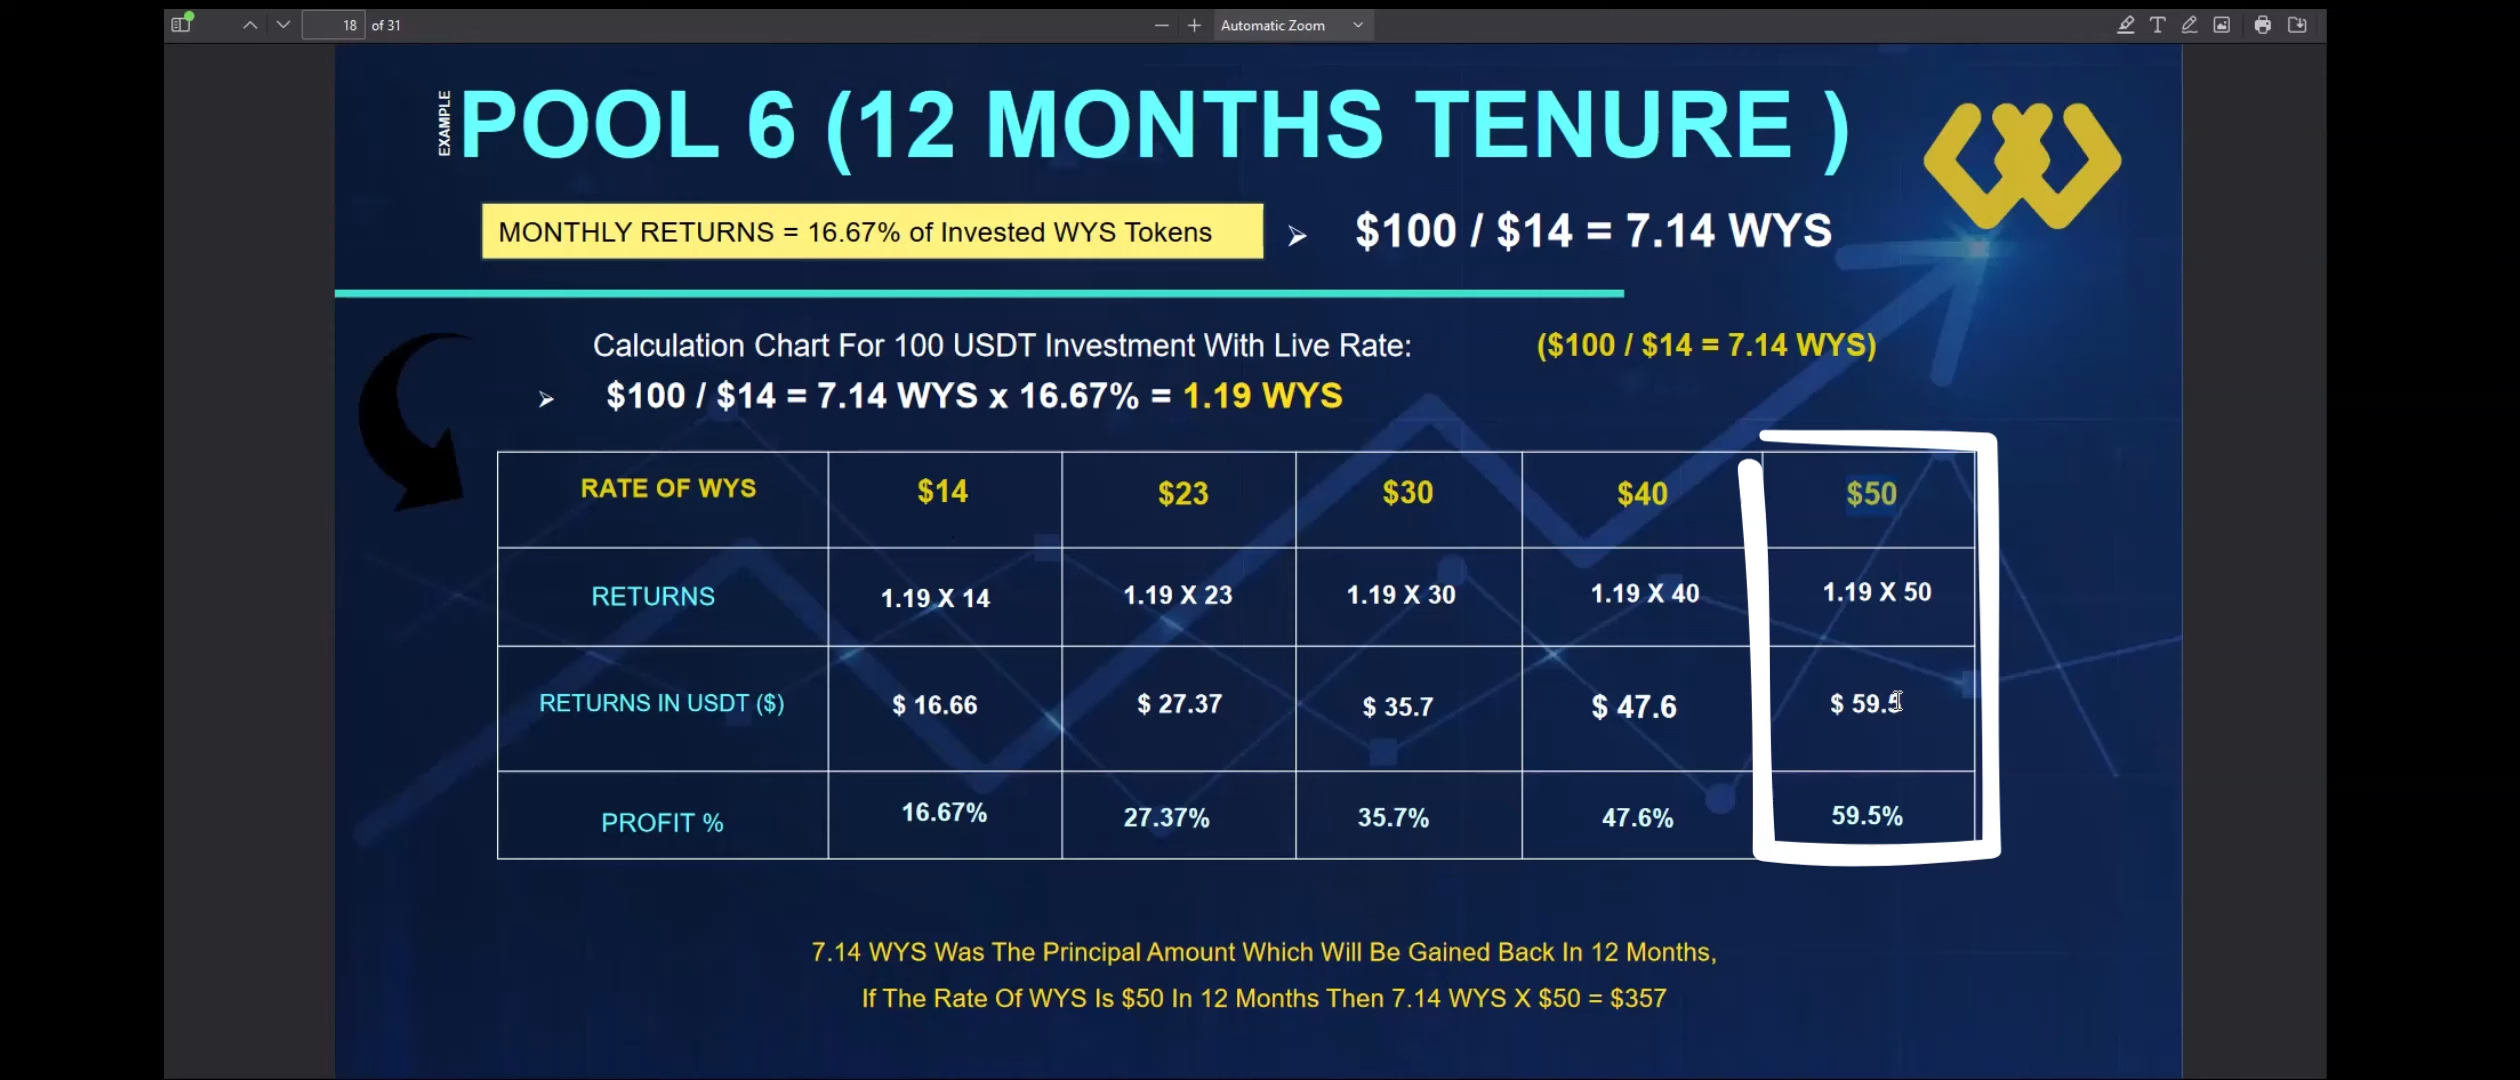 18 of 31
Automatic Zoom
EXAMPLE
POOL 6 (12 MONTHS TENURE )
MONTHLY RETURNS = 16.67% of Invested WYS Tokens
➢ $100 / $14 = 7.14 WYS
Calculation Chart For 100 USDT Investment With Live Rate: ($100 / $14 = 7.14 WYS)
➢ $100 / $14 = 7.14 WYS x 16.67% = 1.19 WYS
RATE OF WYS $14 $23 $30 $40 $50
RETURNS 1.19 X 14 1.19 X 23 1.19 X 30 1.19 X 40 1.19 X 50
RETURNS IN USDT ($) $ 16.66 $ 27.37 $ 35.7 $ 47.6 $ 59.5
PROFIT % 16.67% 27.37% 35.7% 47.6% 59.5%
7.14 WYS Was The Principal Amount Which Will Be Gained Back In 12 Months,
If The Rate Of WYS Is $50 In 12 Months Then 7.14 WYS X $50 = $357